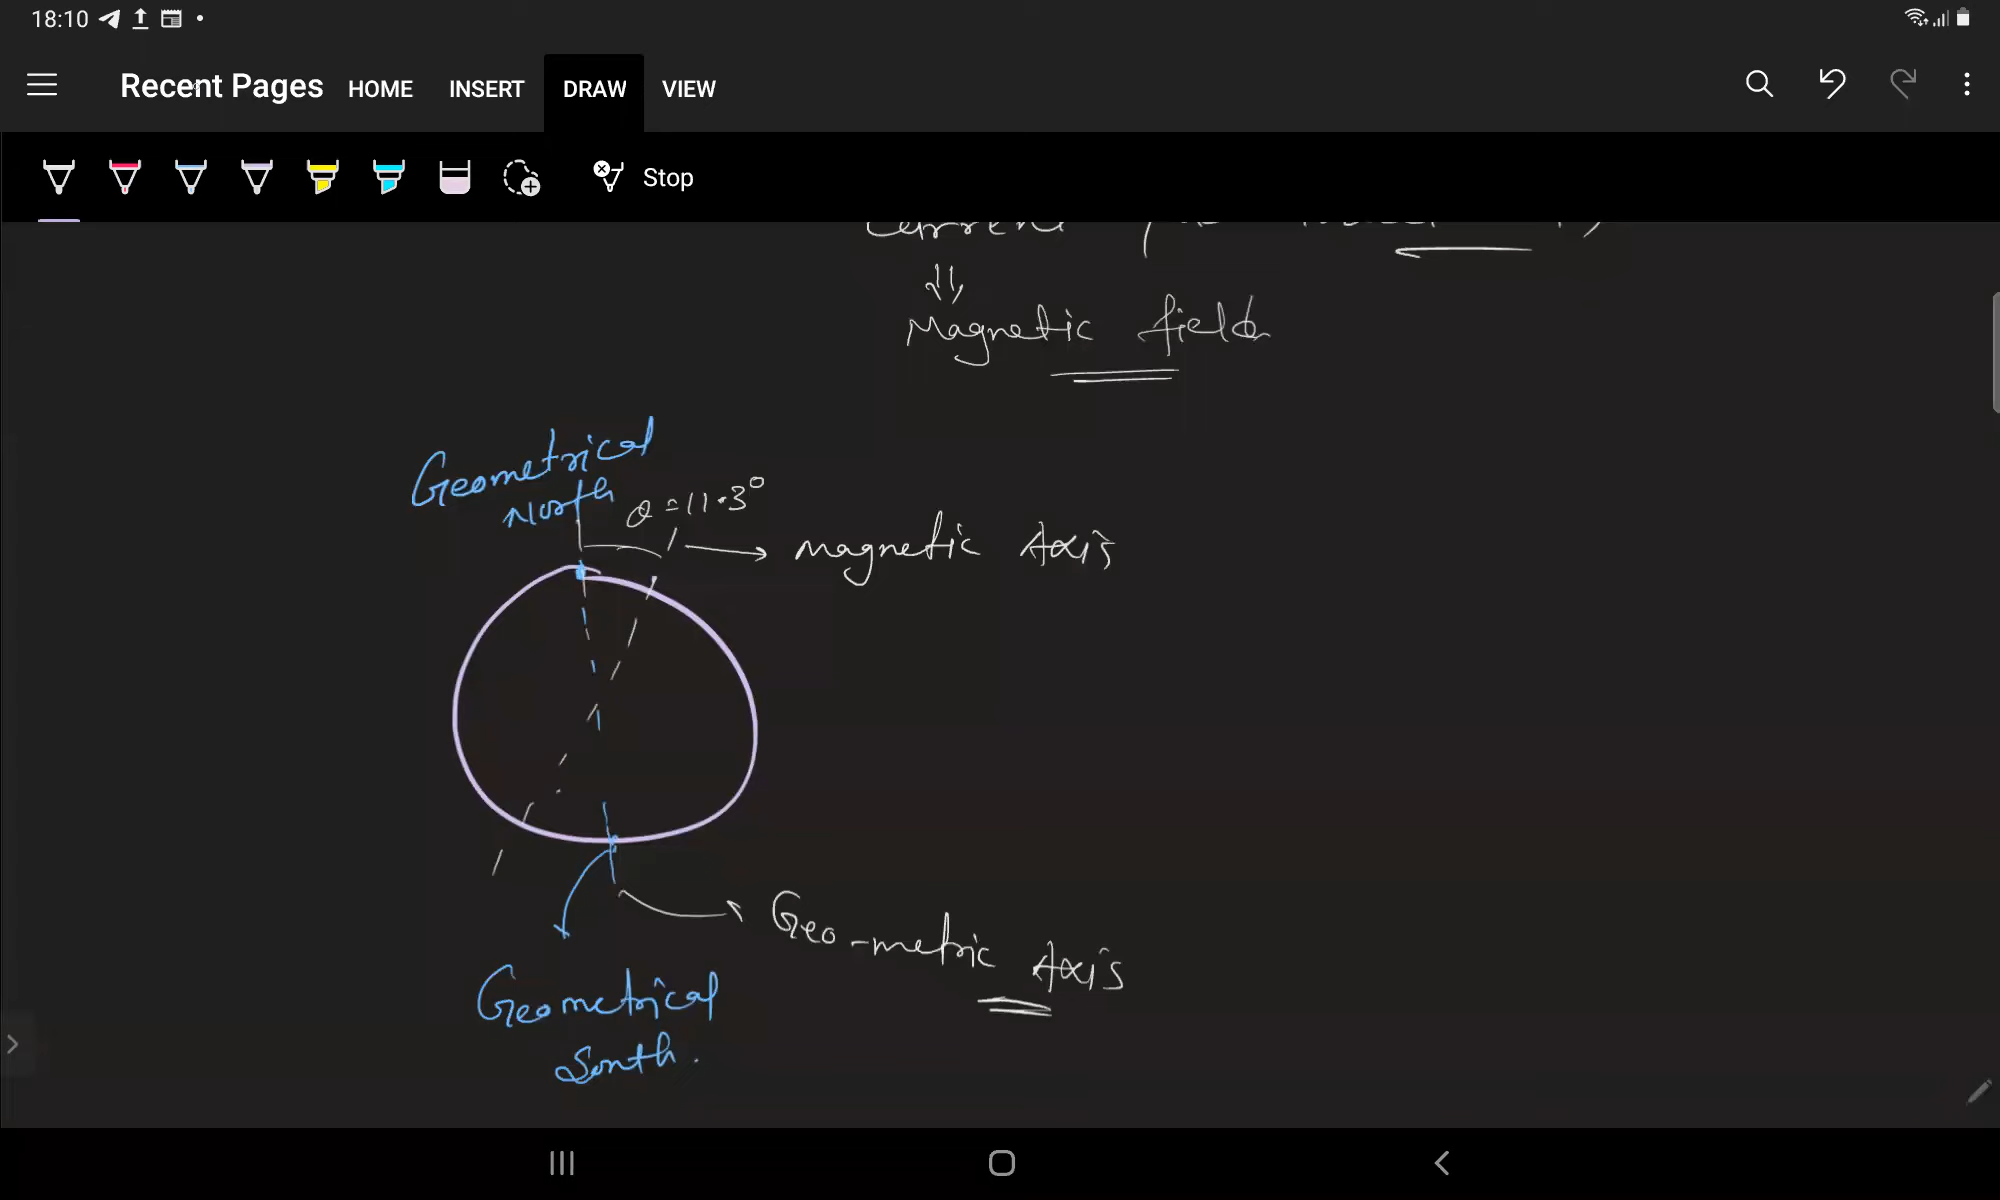 18:10
Recent Pages HOME INSERT DRAW VIEW
Stop
Current
Magnetic field
Geometrical
North
θ = 11.3°
magnetic Axis
Geo-metric Axis
Geometrical
South.